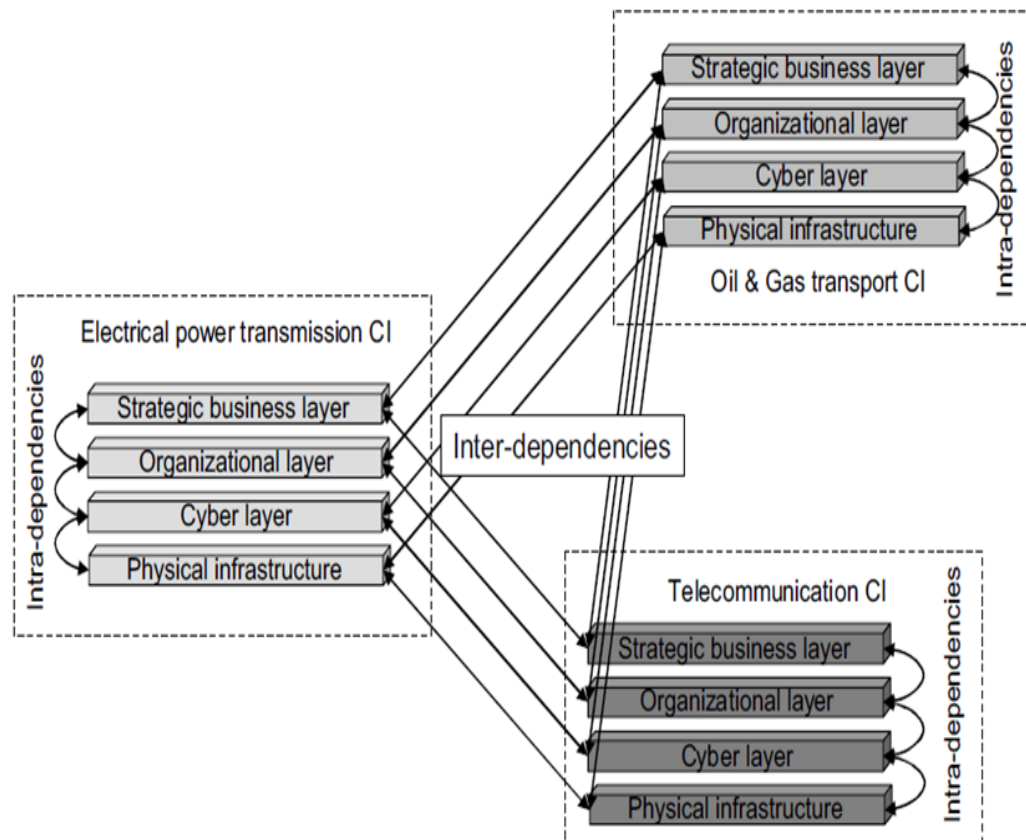 Strategic business layer
Organizational layer
Cyber layer
Physical infrastructure
Oil & Gas transport CI
Intra-dependencies
Electrical power transmission CI
Intra-dependencies
Strategic business layer
Organizational layer
Cyber layer
Physical infrastructure
Inter-dependencies
Telecommunication CI
Strategic business layer
Organizational layer
Cyber layer
Physical infrastructure
Intra-dependencies